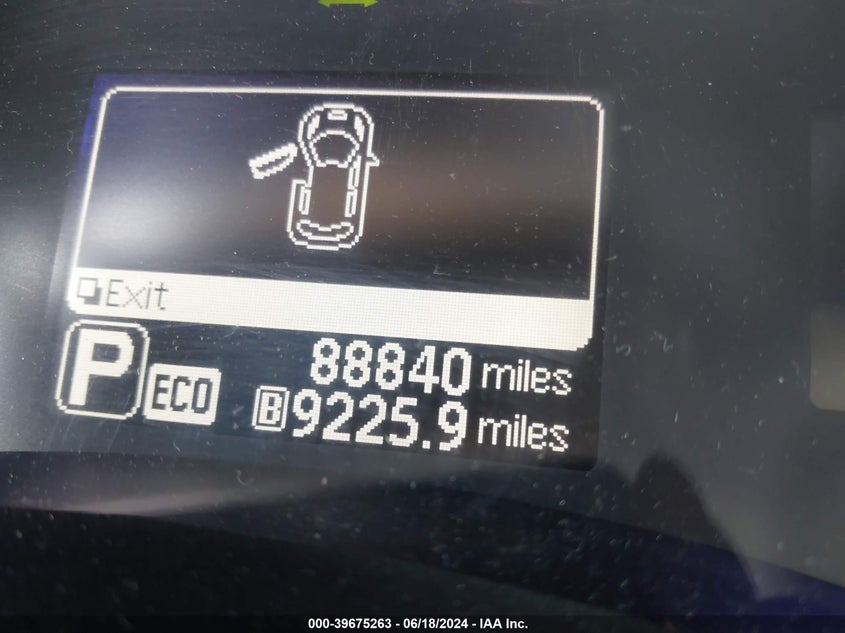 Exit
P ECO
88840 miles
B 9225.9 miles
000-39675263 - 06/18/2024 - IAA Inc.